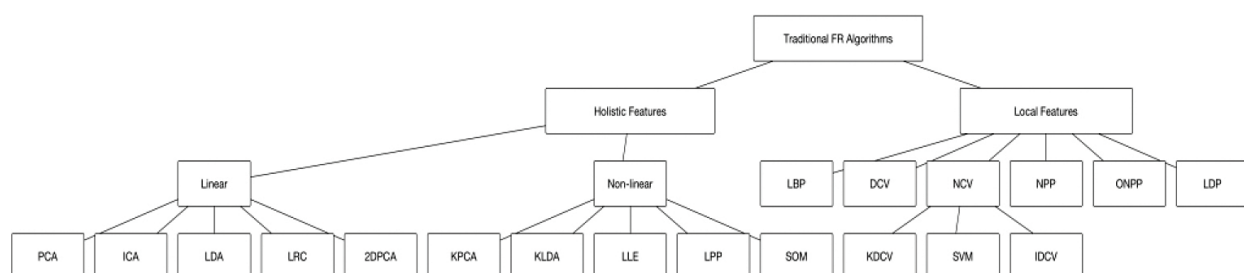 Traditional FR Algorithms
Holistic Features
Local Features
Linear
Non-linear
LBP
DCV
NCV
NPP
ONPP
LDP
PCA
ICA
LDA
LRC
2DPCA
KPCA
KLDA
LLE
LPP
SOM
KDCV
SVM
IDCV